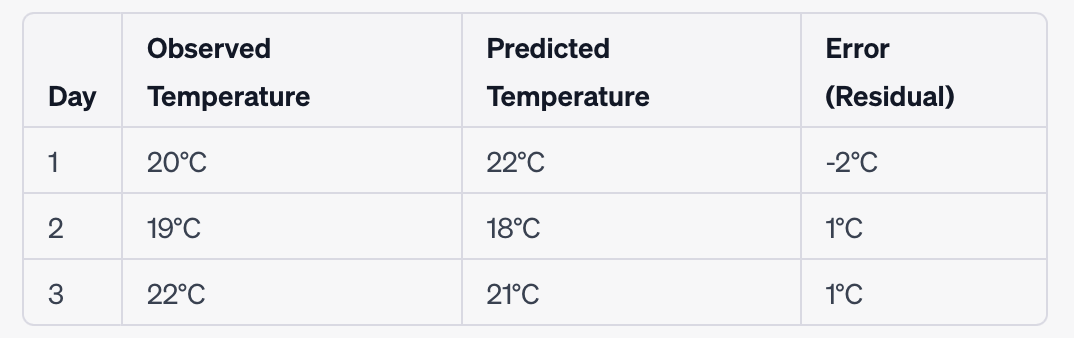 Day Observed Temperature Predicted Temperature Error (Residual)
1 20°C 22°C -2°C
2 19°C 18°C 1°C
3 22°C 21°C 1°C